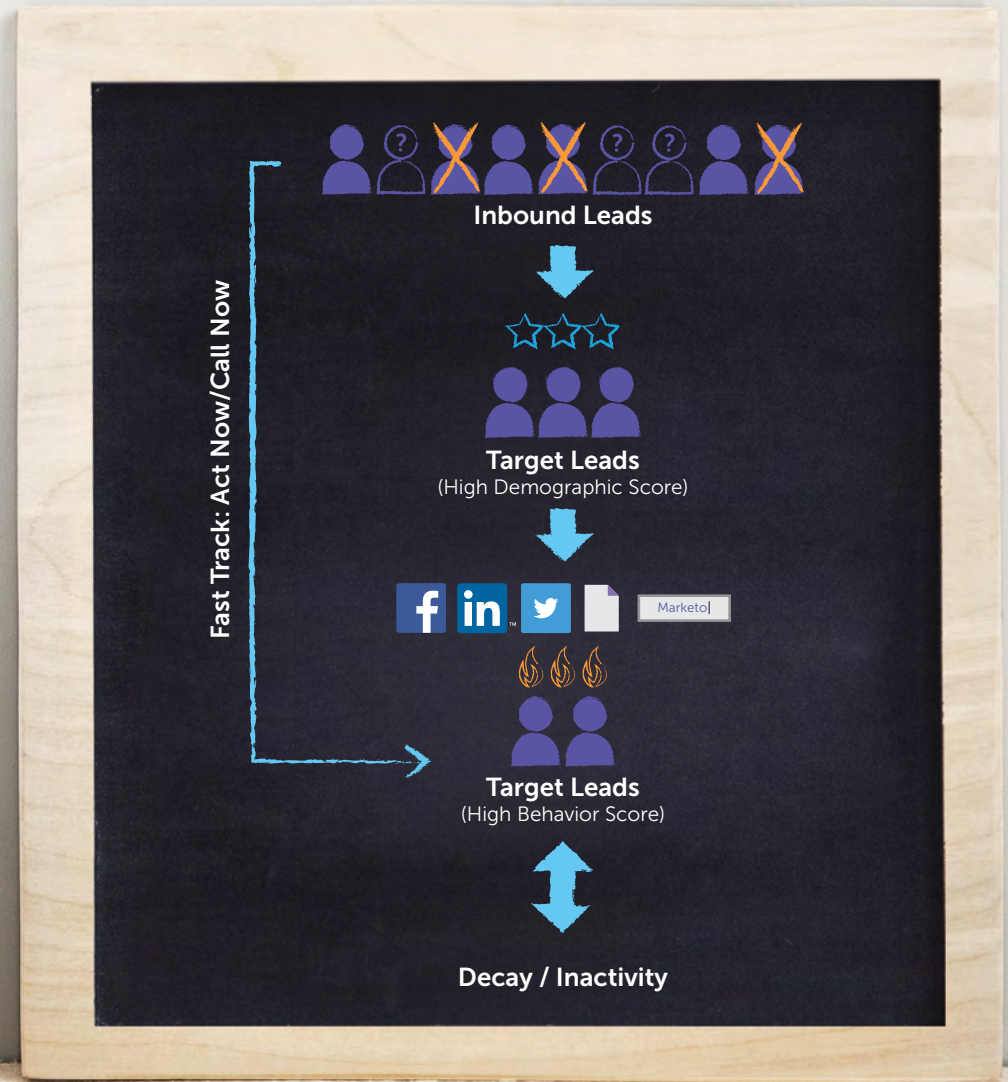 ? ? ?
Inbound Leads
Fast Track: Act Now/Call Now
Target Leads
(High Demographic Score)
f in™ Marketo
Target Leads
(High Behavior Score)
Decay / Inactivity